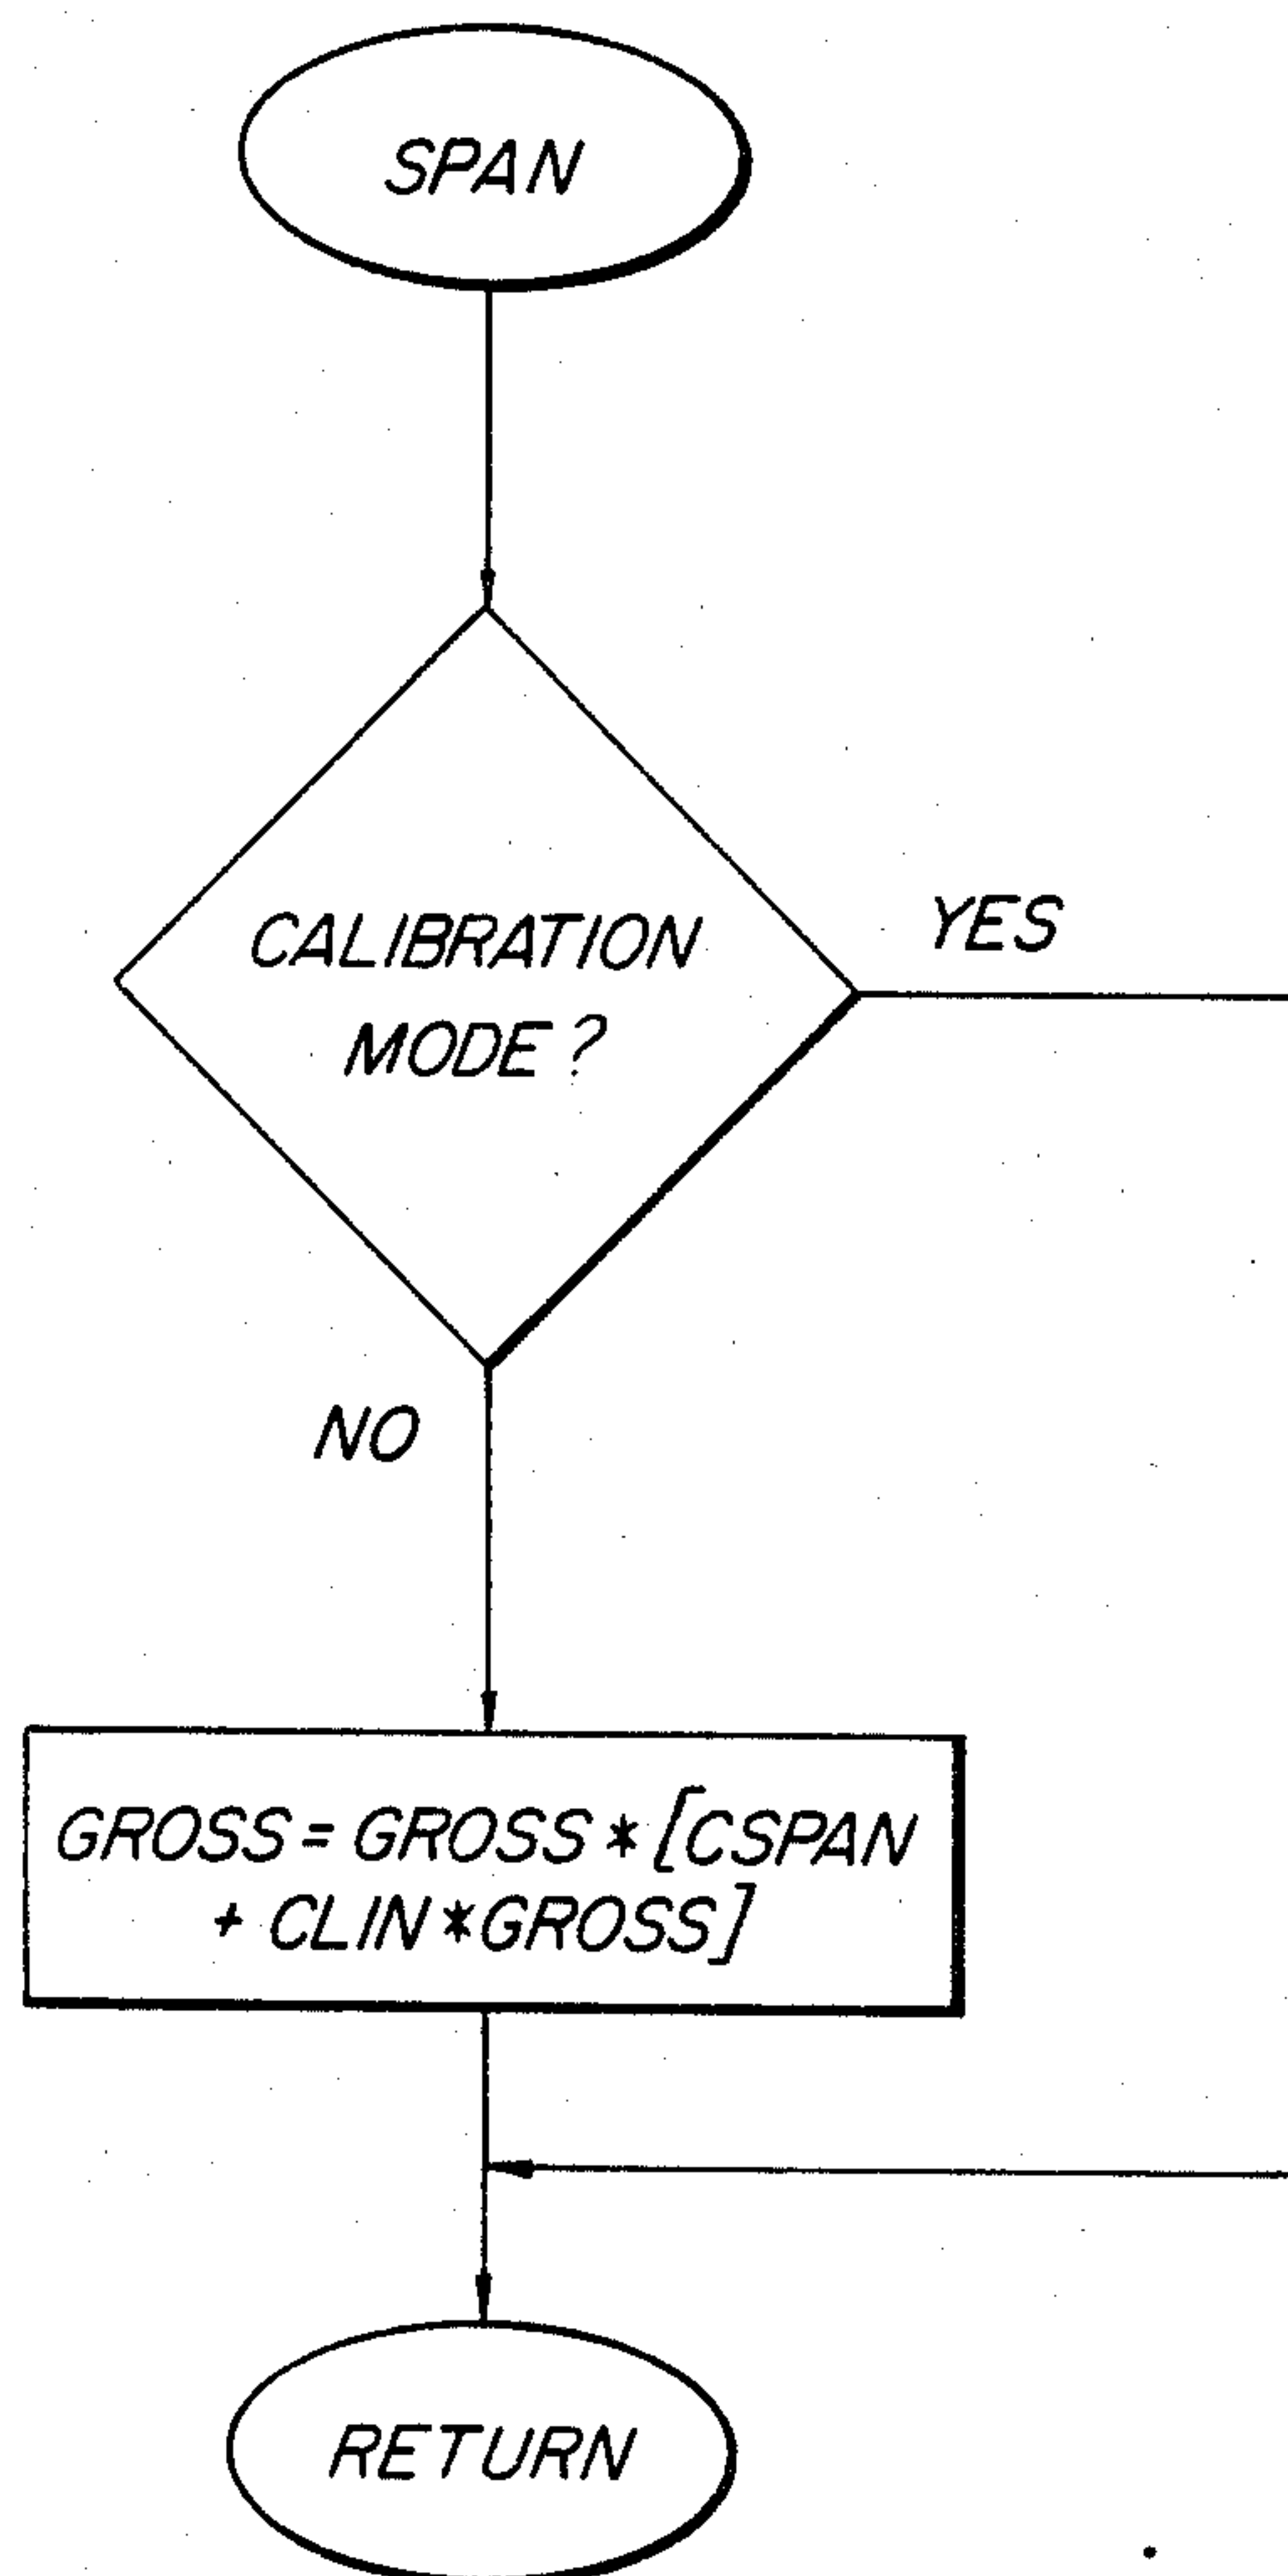 SPAN
CALIBRATION
MODE?
YES
NO
GROSS = GROSS * [CSPAN
+ CLIN * GROSS]
RETURN